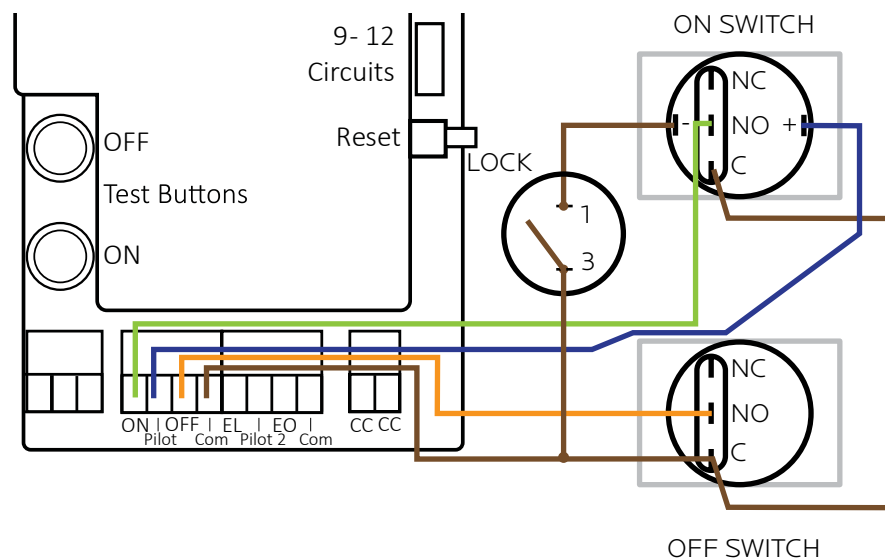 ON SWITCH
9- 12
Circuits
NC
- NO +
C
Reset
LOCK
OFF
Test Buttons
ON
1
3
NC
NO
C
ON | OFF | EL | EO | CC CC
Pilot Com Pilot 2 Com
OFF SWITCH